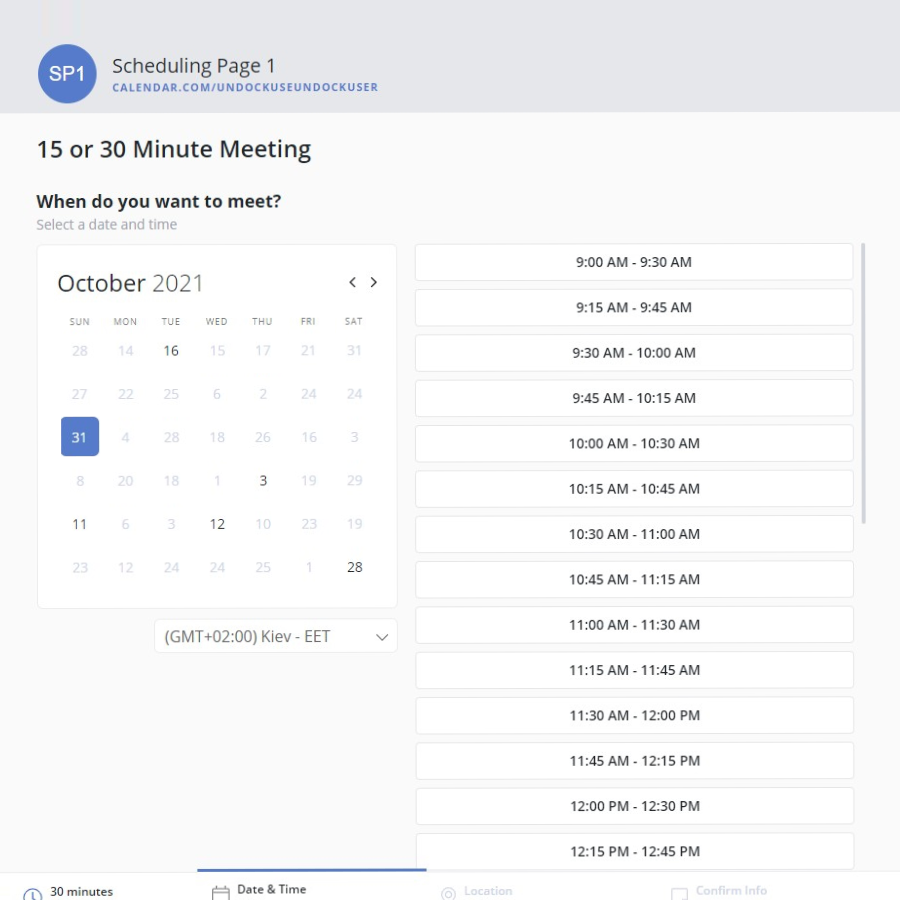 SP1
Scheduling Page 1
CALENDAR.COM/UNDOCKUSEUNDOCKUSER
15 or 30 Minute Meeting
When do you want to meet?
Select a date and time
October 2021
SUN MON TUE WED THU FRI SAT
28 14 16 15 17 21 31
27 22 25 6 2 24 24
31 4 28 18 26 16 3
8 20 18 1 3 19 29
11 6 3 12 10 23 19
23 12 24 24 25 1 28
(GMT+02:00) Kiev - EET
9:00 AM - 9:30 AM
9:15 AM - 9:45 AM
9:30 AM - 10:00 AM
9:45 AM - 10:15 AM
10:00 AM - 10:30 AM
10:15 AM - 10:45 AM
10:30 AM - 11:00 AM
10:45 AM - 11:15 AM
11:00 AM - 11:30 AM
11:15 AM - 11:45 AM
11:30 AM - 12:00 PM
11:45 AM - 12:15 PM
12:00 PM - 12:30 PM
12:15 PM - 12:45 PM
30 minutes
Date & Time
Location
Confirm Info